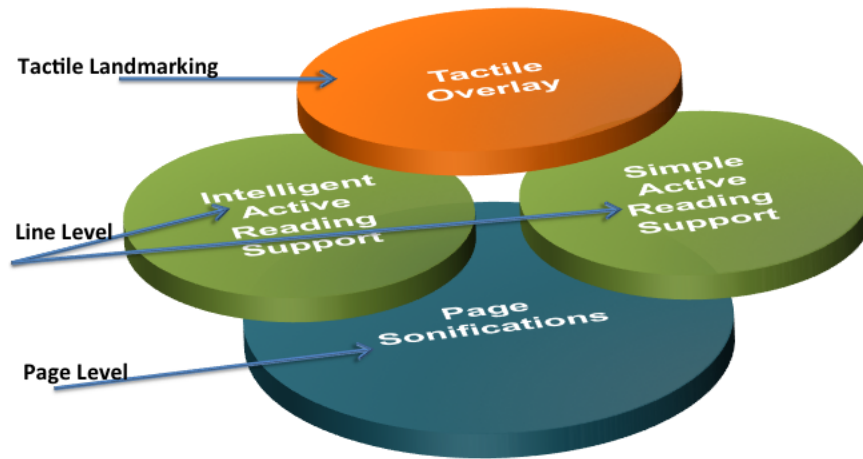 Tactile Landmarking
Tactile
Overlay
Intelligent
Active
Reading
Support
Simple
Active
Reading
Support
Line Level
Page
Sonifications
Page Level